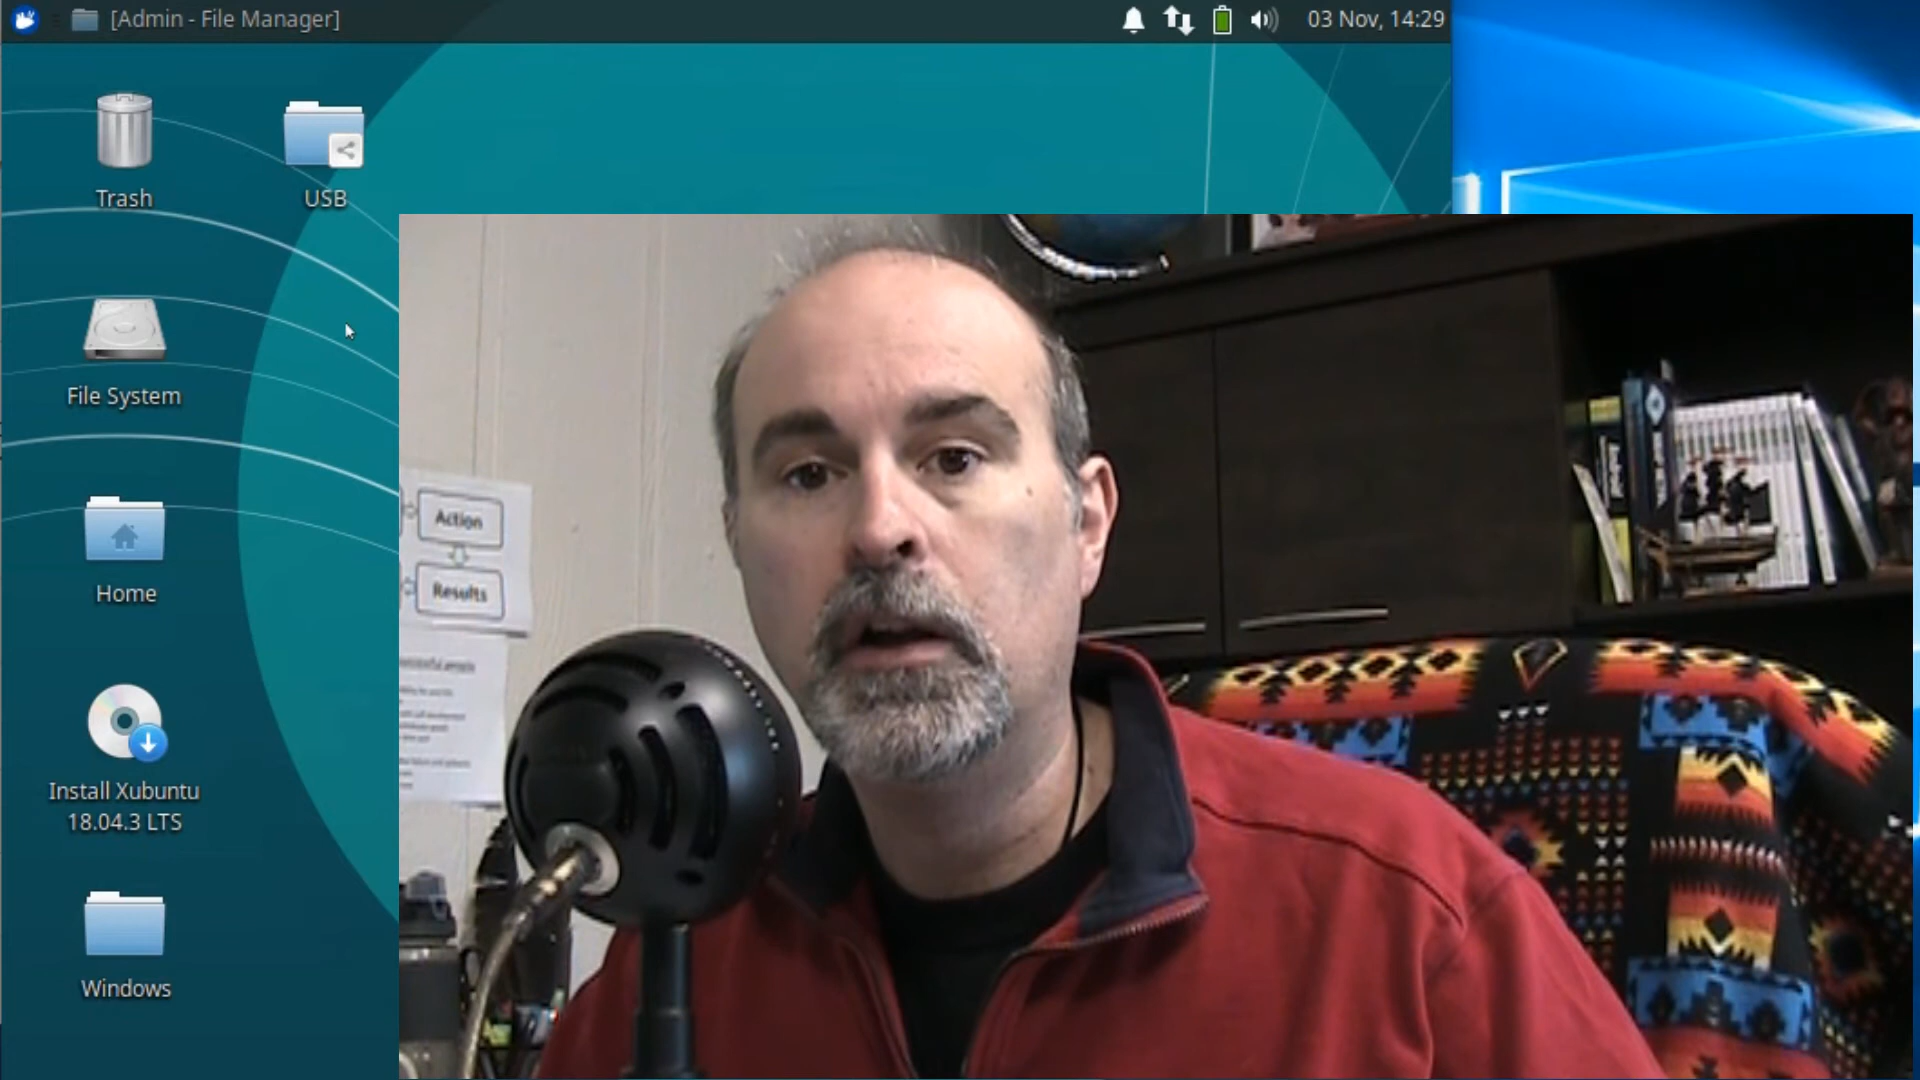 [Admin - File Manager]
03 Nov, 14:29
Trash
USB
File System
Home
Install Xubuntu
18.04.3 LTS
Windows
Action
Results